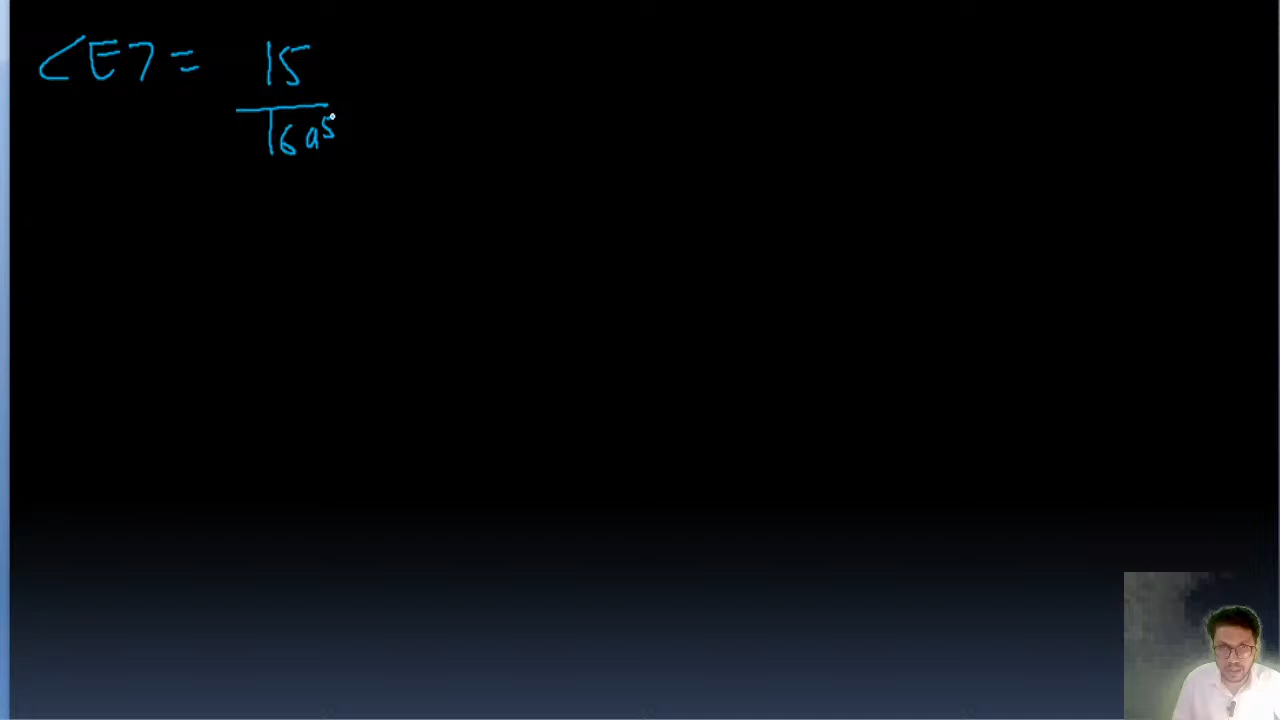 <E> = 15
16a⁵